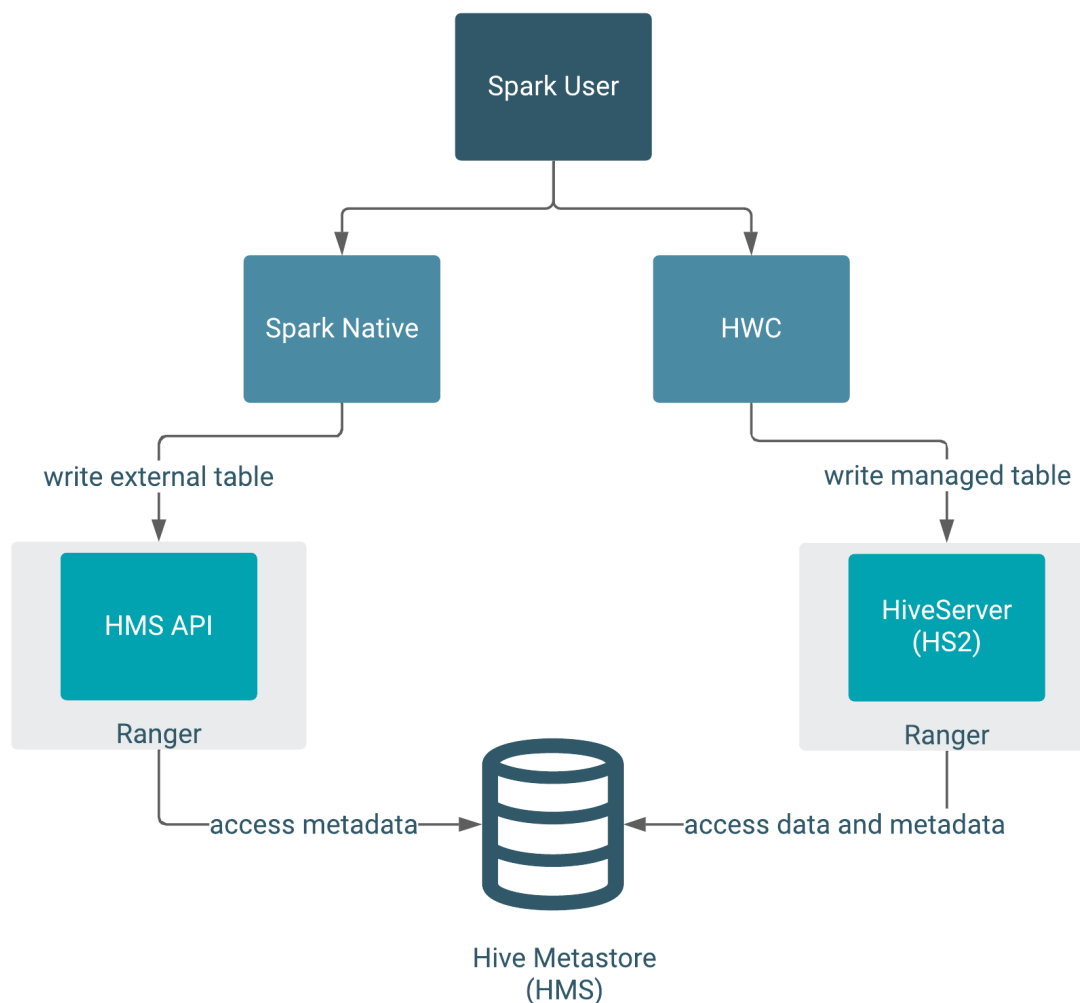 Spark User
Spark Native
HWC
write external table
write managed table
HMS API
HiveServer
(HS2)
Ranger
Ranger
access metadata
access data and metadata
Hive Metastore
(HMS)